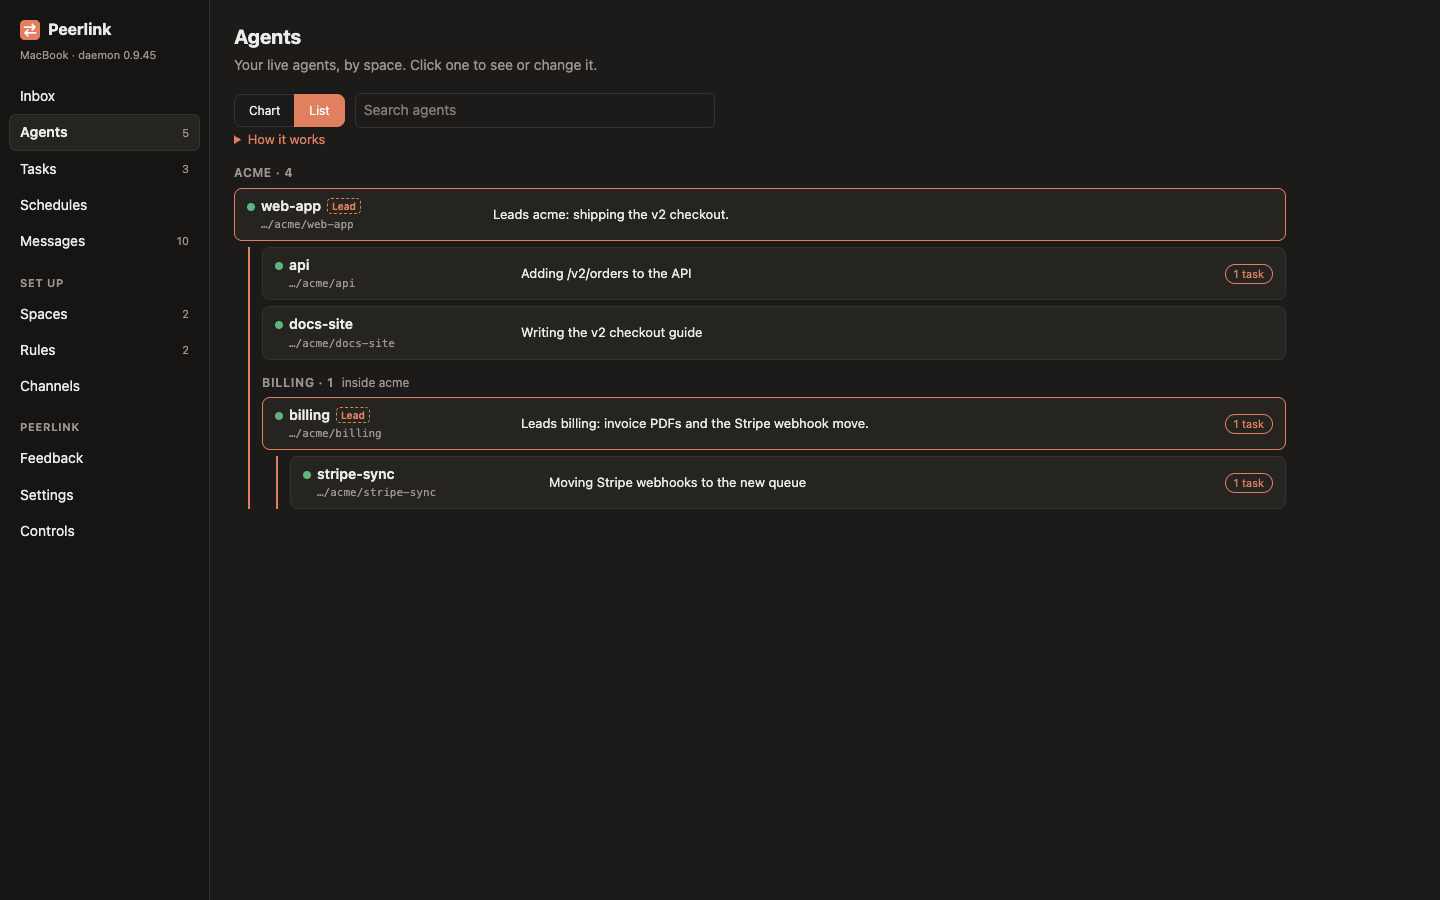 Peerlink
MacBook · daemon 0.9.45
Inbox
Agents 5
Tasks 3
Schedules
Messages 10
SET UP
Spaces 2
Rules 2
Channels
PEERLINK
Feedback
Settings
Controls
Agents
Your live agents, by space. Click one to see or change it.
Chart List Search agents
How it works
ACME · 4
web-app Lead
…/acme/web-app
Leads acme: shipping the v2 checkout.
api
…/acme/api
Adding /v2/orders to the API
1 task
docs-site
…/acme/docs-site
Writing the v2 checkout guide
BILLING · 1 inside acme
billing Lead
…/acme/billing
Leads billing: invoice PDFs and the Stripe webhook move.
1 task
stripe-sync
…/acme/stripe-sync
Moving Stripe webhooks to the new queue
1 task